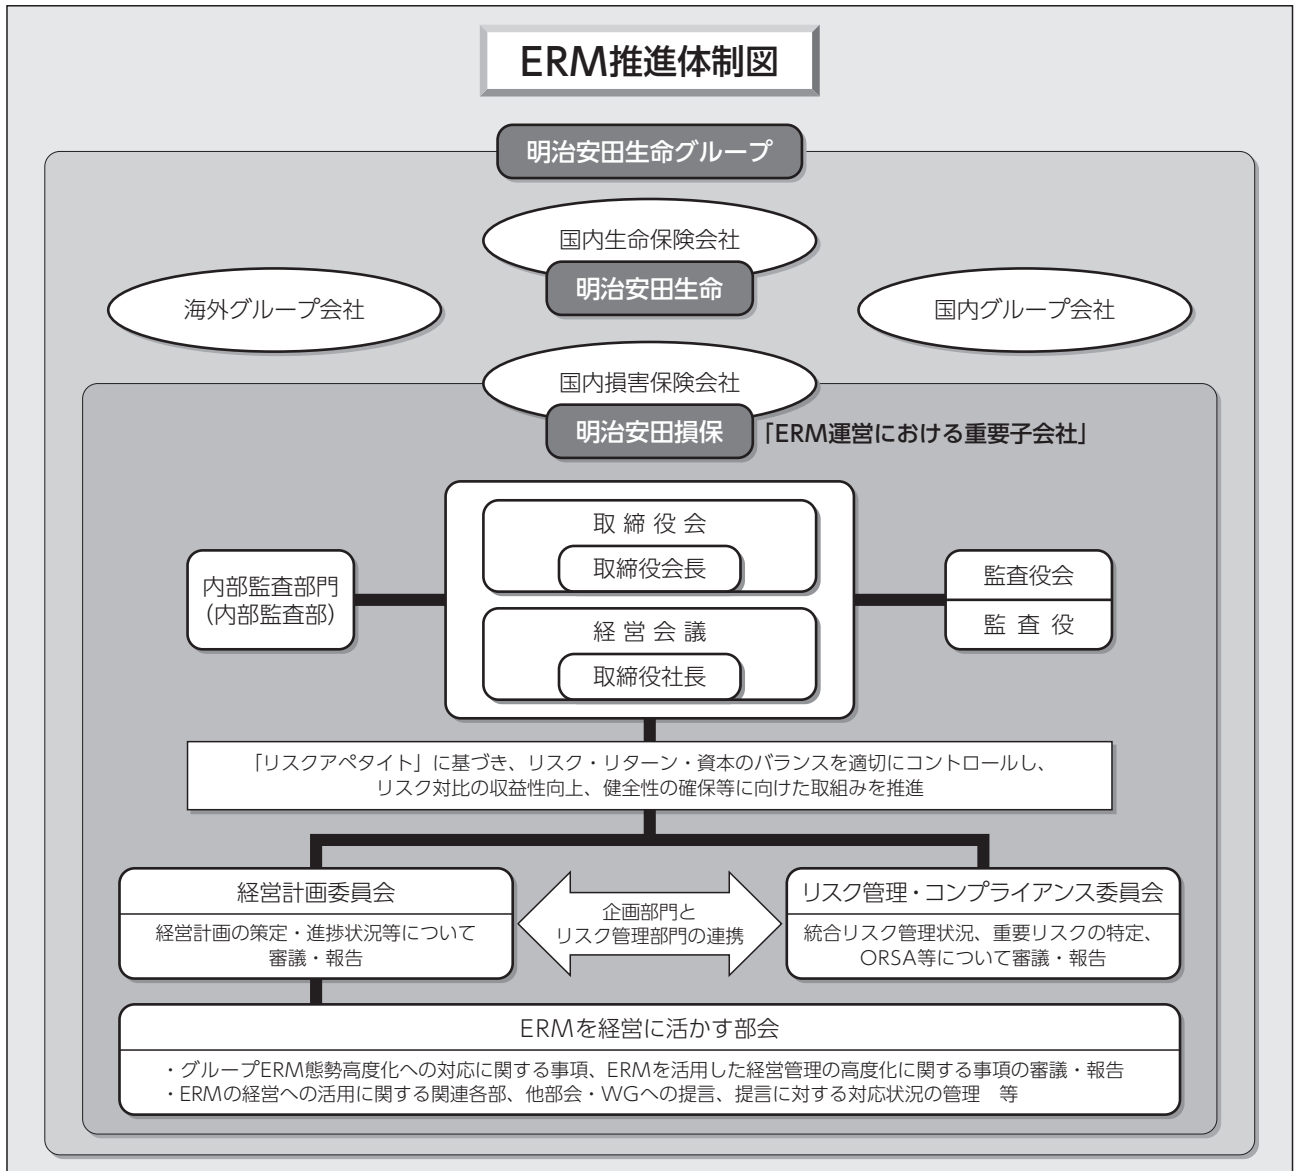 ERM推進体制図
明治安田生命グループ
国内生命保険会社
明治安田生命
海外グループ会社
国内グループ会社
国内損害保険会社
明治安田損保
「ERM運営における重要子会社」
取締役会
取締役会長
内部監査部門
(内部監査部)
監査役会
監査役
経営会議
取締役社長
「リスクアペタイト」に基づき、リスク・リターン・資本のバランスを適切にコントロールし、
リスク対比の収益性向上、健全性の確保等に向けた取組みを推進
経営計画委員会
経営計画の策定・進捗状況等について
審議・報告
企画部門と
リスク管理部門の連携
リスク管理・コンプライアンス委員会
統合リスク管理状況、重要リスクの特定、
ORSA等について審議・報告
ERMを経営に活かす部会
・グループERM態勢高度化への対応に関する事項、ERMを活用した経営管理の高度化に関する事項の審議・報告
・ERMの経営への活用に関する関連各部、他部会・WGへの提言、提言に対する対応状況の管理　等